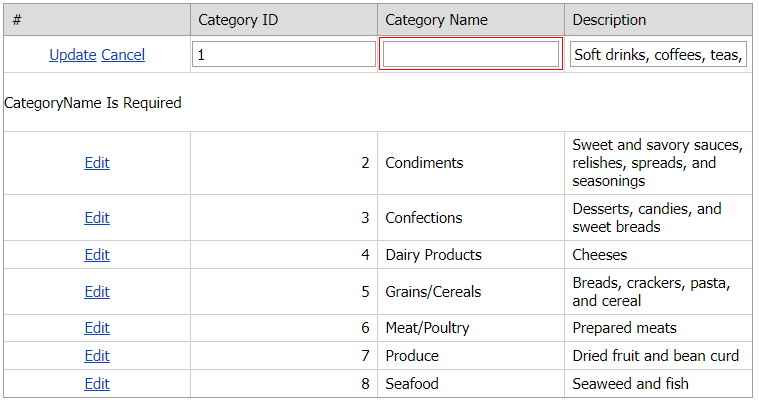 # Category ID Category Name Description
Update Cancel 1 Soft drinks, coffees, teas,
CategoryName Is Required
Edit 2 Condiments Sweet and savory sauces,
relishes, spreads, and
seasonings
Edit 3 Confections Desserts, candies, and
sweet breads
Edit 4 Dairy Products Cheeses
Edit 5 Grains/Cereals Breads, crackers, pasta,
and cereal
Edit 6 Meat/Poultry Prepared meats
Edit 7 Produce Dried fruit and bean curd
Edit 8 Seafood Seaweed and fish